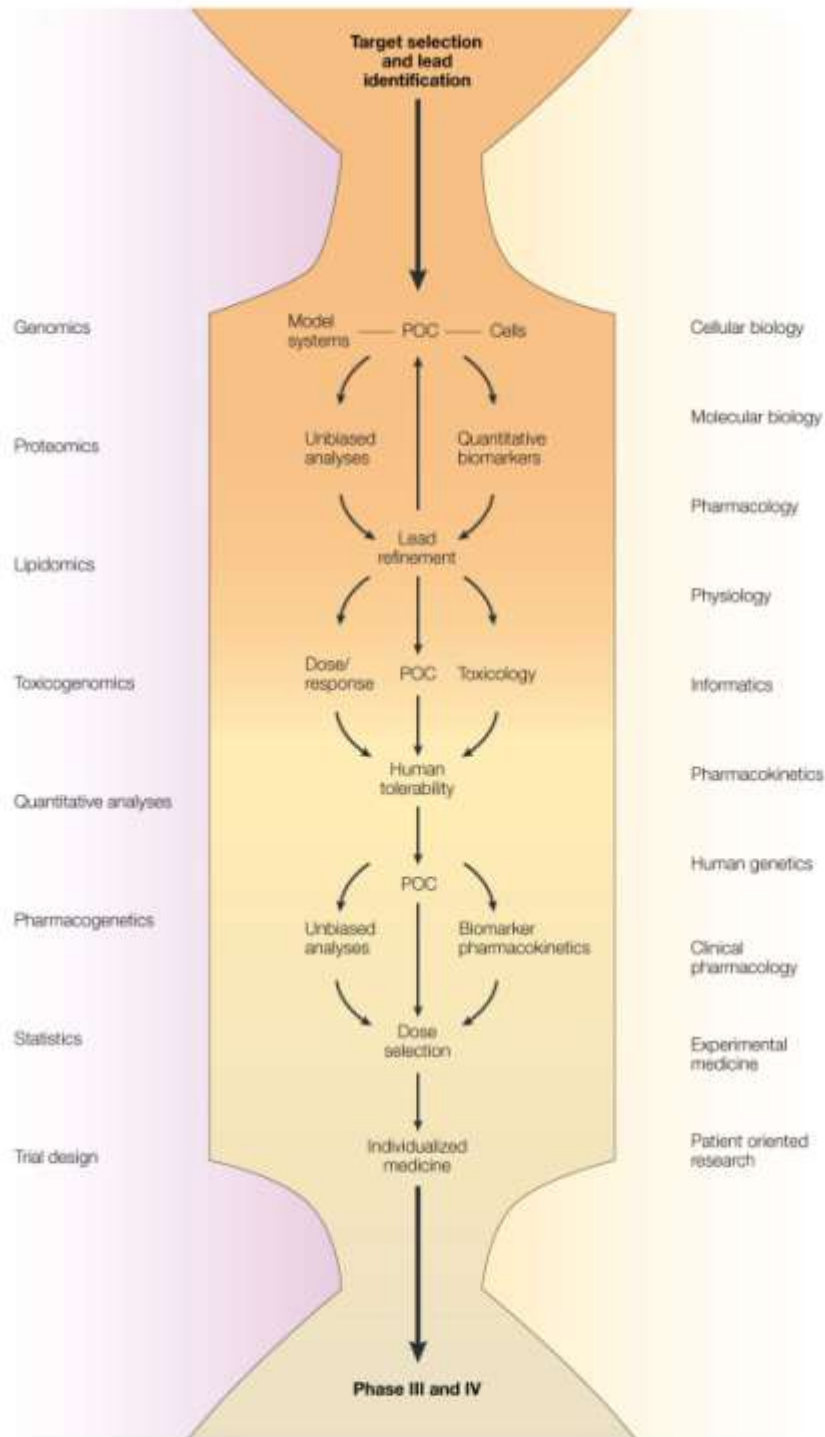 Target selection
and lead
identification
Genomics
Model
systems
POC
Cells
Cellular biology
Molecular biology
Proteomics
Unbiased
analyses
Quantitative
biomarkers
Pharmacology
Lipidomics
Lead
refinement
Physiology
Toxicogenomics
Dose/
response
POC
Toxicology
Informatics
Human
tolerability
Pharmacokinetics
Quantitative analyses
Human genetics
POC
Pharmacogenetics
Unbiased
analyses
Biomarker
pharmacokinetics
Clinical
pharmacology
Statistics
Dose
selection
Experimental
medicine
Trial design
Individualized
medicine
Patient oriented
research
Phase III and IV